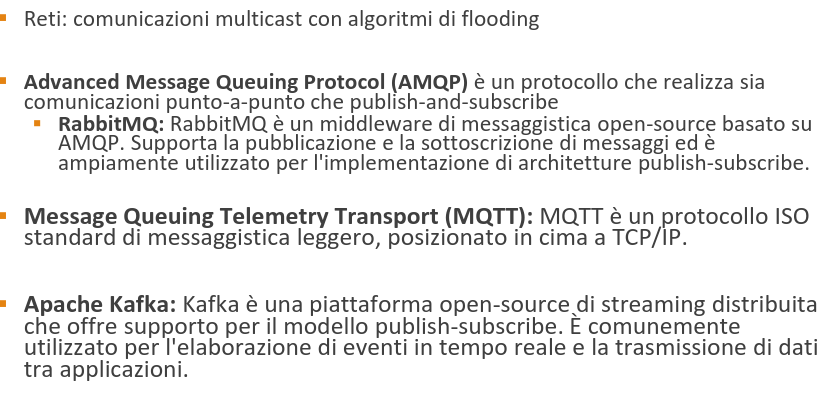 Reti: comunicazioni multicast con algoritmi di flooding
Advanced Message Queuing Protocol (AMQP) è un protocollo che realizza sia
comunicazioni punto-a-punto che publish-and-subscribe
RabbitMQ: RabbitMQ è un middleware di messaggistica open-source basato su
AMQP. Supporta la pubblicazione e la sottoscrizione di messaggi ed è
ampiamente utilizzato per l'implementazione di architetture publish-subscribe.
Message Queuing Telemetry Transport (MQTT): MQTT è un protocollo ISO
standard di messaggistica leggero, posizionato in cima a TCP/IP.
Apache Kafka: Kafka è una piattaforma open-source di streaming distribuita
che offre supporto per il modello publish-subscribe. È comunemente
utilizzato per l'elaborazione di eventi in tempo reale e la trasmissione di dati
tra applicazioni.